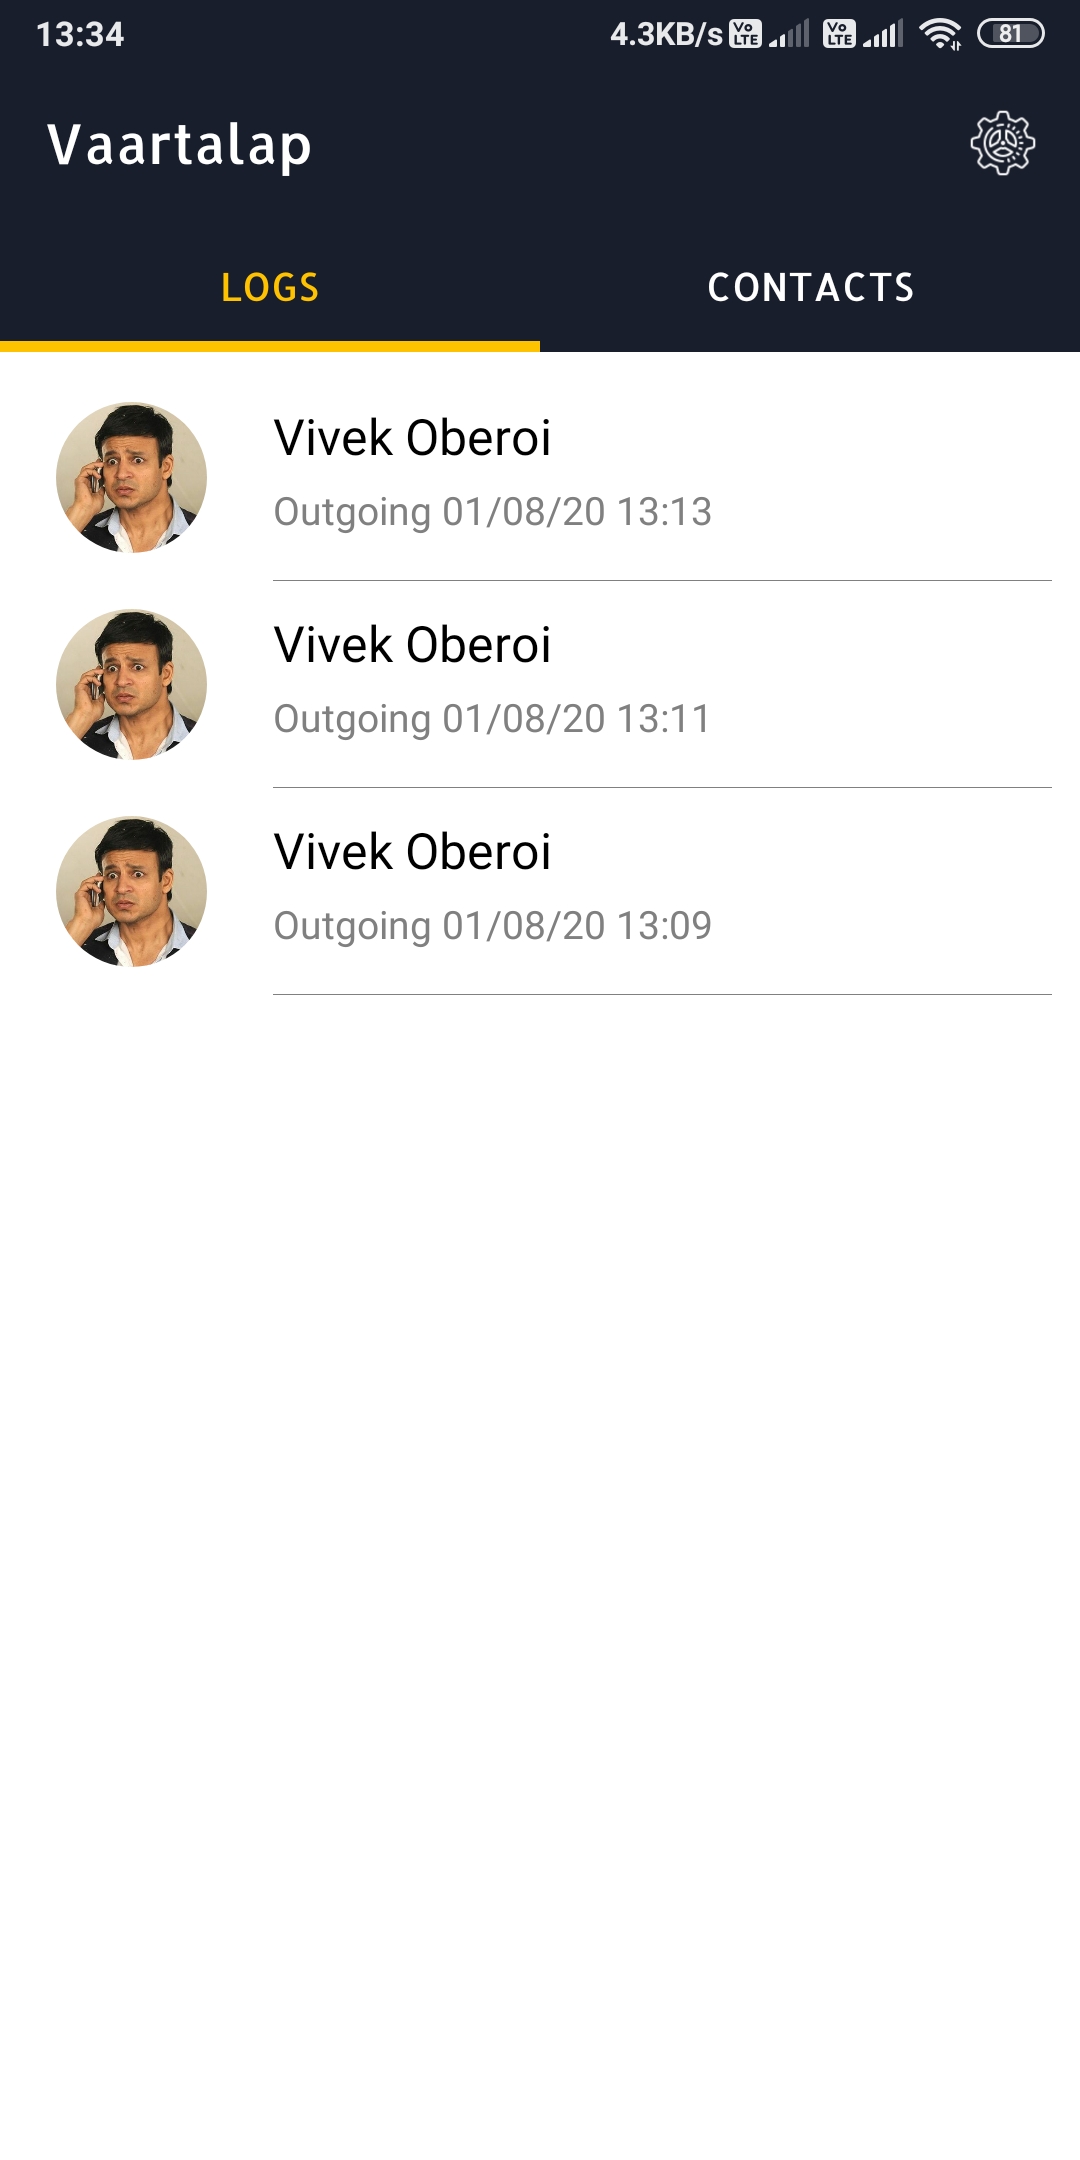 13:34 4.3KB/s Vo LTE Vo LTE 81
Vaartalap
LOGS CONTACTS
Vivek Oberoi
Outgoing 01/08/20 13:13
Vivek Oberoi
Outgoing 01/08/20 13:11
Vivek Oberoi
Outgoing 01/08/20 13:09